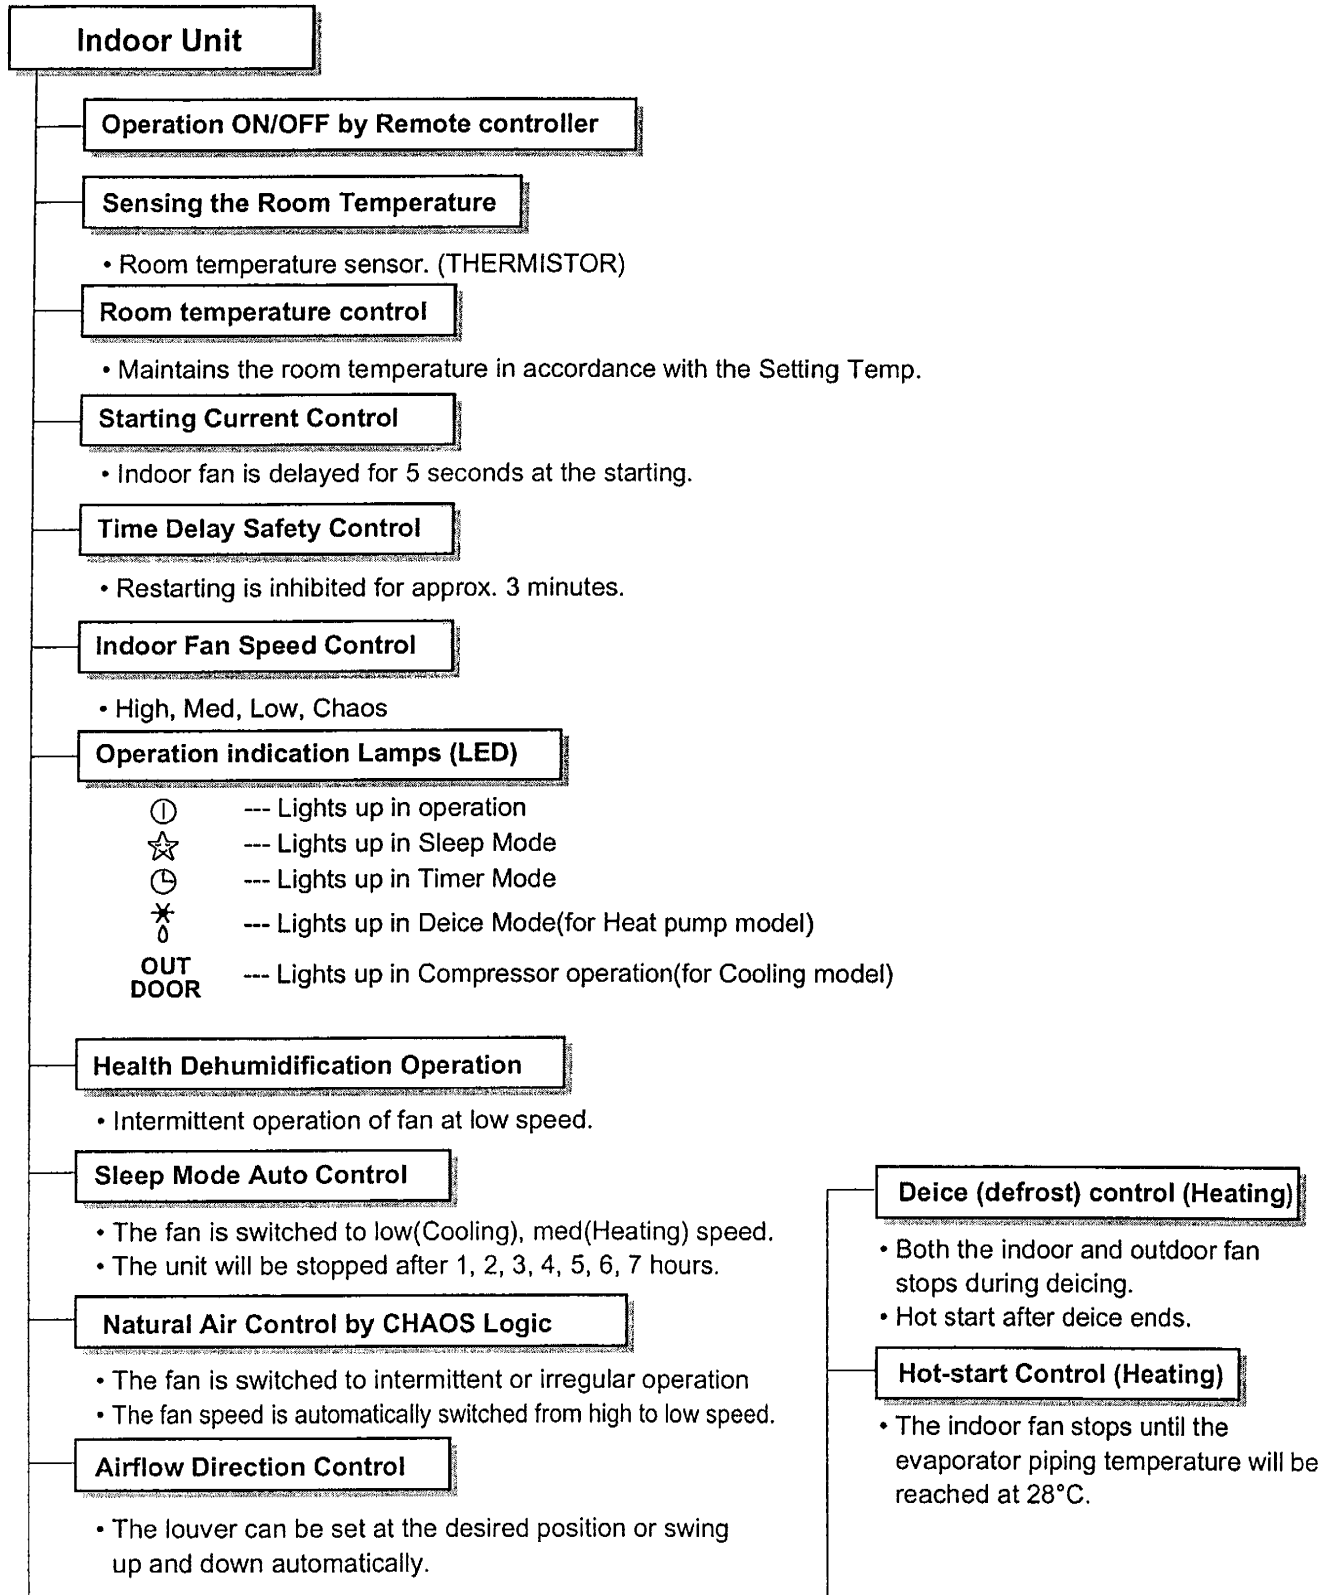 Indoor Unit
Operation ON/OFF by Remote controller
Sensing the Room Temperature
• Room temperature sensor. (THERMISTOR)
Room temperature control
• Maintains the room temperature in accordance with the Setting Temp.
Starting Current Control
• Indoor fan is delayed for 5 seconds at the starting.
Time Delay Safety Control
• Restarting is inhibited for approx. 3 minutes.
Indoor Fan Speed Control
• High, Med, Low, Chaos
Operation indication Lamps (LED)
--- Lights up in operation
--- Lights up in Sleep Mode
--- Lights up in Timer Mode
--- Lights up in Deice Mode(for Heat pump model)
OUT
DOOR
--- Lights up in Compressor operation(for Cooling model)
Health Dehumidification Operation
• Intermittent operation of fan at low speed.
Sleep Mode Auto Control
• The fan is switched to low(Cooling), med(Heating) speed.
• The unit will be stopped after 1, 2, 3, 4, 5, 6, 7 hours.
Natural Air Control by CHAOS Logic
• The fan is switched to intermittent or irregular operation
• The fan speed is automatically switched from high to low speed.
Airflow Direction Control
• The louver can be set at the desired position or swing
up and down automatically.
Deice (defrost) control (Heating)
• Both the indoor and outdoor fan
stops during deicing.
• Hot start after deice ends.
Hot-start Control (Heating)
• The indoor fan stops until the
evaporator piping temperature will be
reached at 28°C.